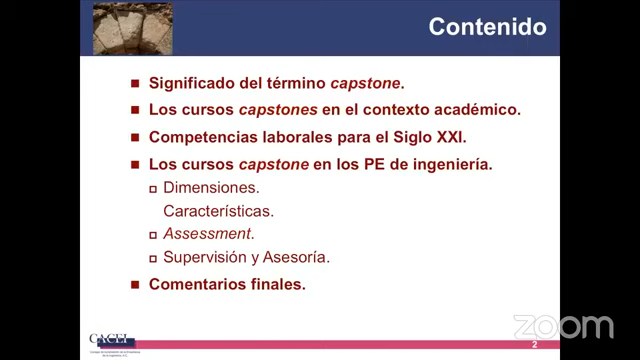 Contenido
Significado del término capstone.
Los cursos capstones en el contexto académico.
Competencias laborales para el Siglo XXI.
Los cursos capstone en los PE de ingeniería.
Dimensiones.
Características.
Assessment.
Supervisión y Asesoría.
Comentarios finales.
CACEI
2
zoom